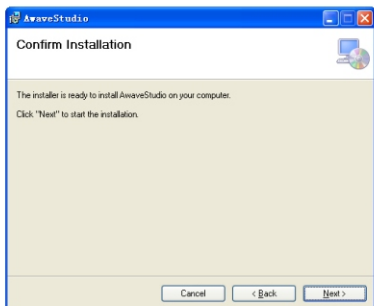 AwaveStudio
Confirm Installation
The installer is ready to install AwaveStudio on your computer.
Click "Next" to start the installation.
Cancel
< Back
Next >